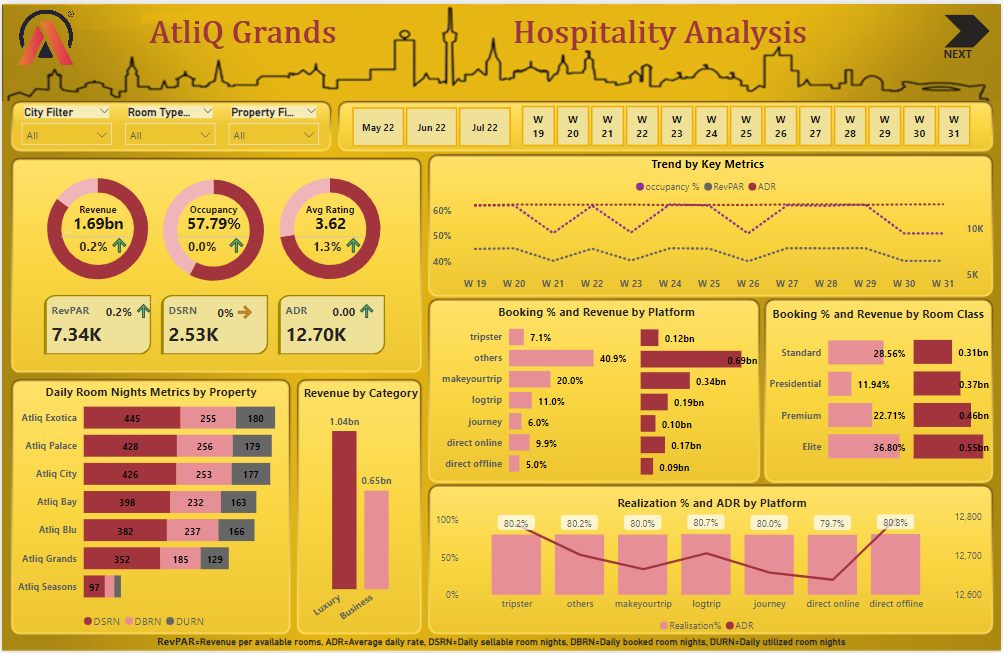 AtliQ Grands
Hospitality Analysis
NEXT
City Filter
Room Type...
Property Fi...
All
All
All
May 22
Jun 22
Jul 22
W 19
W 20
W 21
W 22
W 23
W 24
W 25
W 26
W 27
W 28
W 29
W 30
W 31
Revenue
1.69bn
0.2%
Occupancy
57.79%
0.0%
Avg Rating
3.62
1.3%
RevPAR
0.2%
7.34K
DSRN
0%
2.53K
ADR
0.00
12.70K
Trend by Key Metrics
occupancy %
RevPAR
ADR
60%
50%
40%
10K
5K
W 19
W 20
W 21
W 22
W 23
W 24
W 25
W 26
W 27
W 28
W 29
W 30
W 31
Daily Room Nights Metrics by Property
Atliq Exotica 445 255 180
Atliq Palace 428 256 179
Atliq City 426 253 177
Atliq Bay 398 232 163
Atliq Blu 382 237 166
Atliq Grands 352 185 129
Atliq Seasons 97
DSRN DBRN DURN
Revenue by Category
1.04bn
0.65bn
Luxury
Business
Booking % and Revenue by Platform
tripster 7.1% 0.12bn
others 40.9% 0.69bn
makeyourtrip 20.0% 0.34bn
logtrip 11.0% 0.19bn
journey 6.0% 0.10bn
direct online 9.9% 0.17bn
direct offline 5.0% 0.09bn
Booking % and Revenue by Room Class
Standard 28.56% 0.31bn
Presidential 11.94% 0.37bn
Premium 22.71% 0.46bn
Elite 36.80% 0.55bn
Realization % and ADR by Platform
100%
50%
0%
80.2%
80.2%
80.0%
80.7%
80.0%
79.7%
80.8%
12,800
12,700
12,600
tripster
others
makeyourtrip
logtrip
journey
direct online
direct offline
Realisation% ADR
RevPAR=Revenue per available rooms, ADR=Average daily rate, DSRN=Daily sellable room nights, DBRN=Daily booked room nights, DURN=Daily utilized room nights